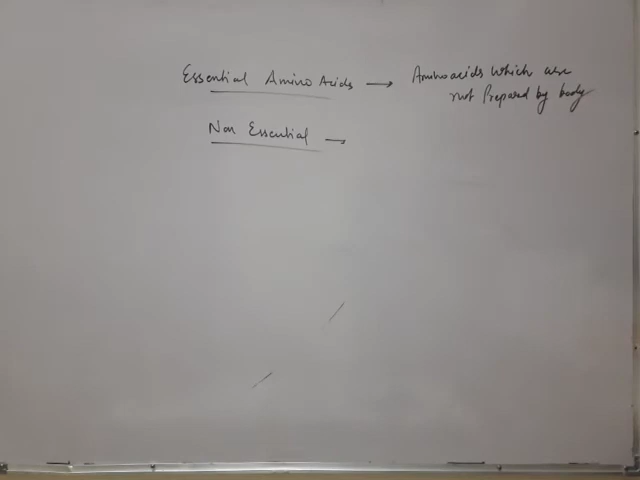 Essential Amino Acids → Aminoacids which are
not Prepared by body
Non Essential →